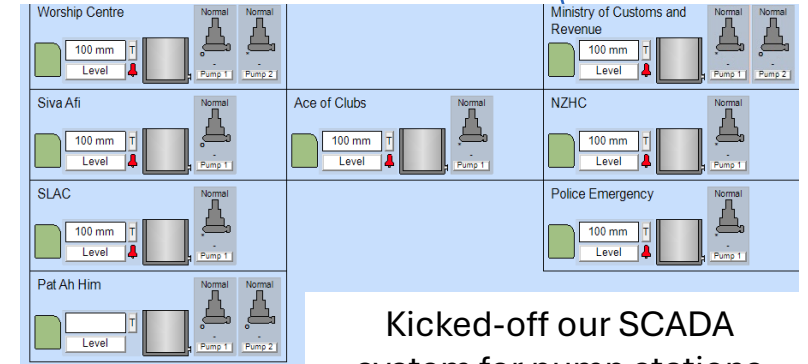 Worship Centre
Normal Normal
100 mm T
Level
- -
Pump 1 Pump 2
Ministry of Customs and
Revenue
Normal Normal
100 mm T
Level
- -
Pump 1 Pump 2
Siva Afi
Normal
100 mm T
Level
-
Pump 1
Ace of Clubs
Normal
100 mm T
Level
-
Pump 1
NZHC
Normal
100 mm T
Level
-
Pump 1
SLAC
Normal
100 mm T
Level
-
Pump 1
Police Emergency
Normal
100 mm T
Level
-
Pump 1
Pat Ah Him
Normal Normal
T
Level
- -
Pump 1 Pump 2
Kicked-off our SCADA
system for pump stations